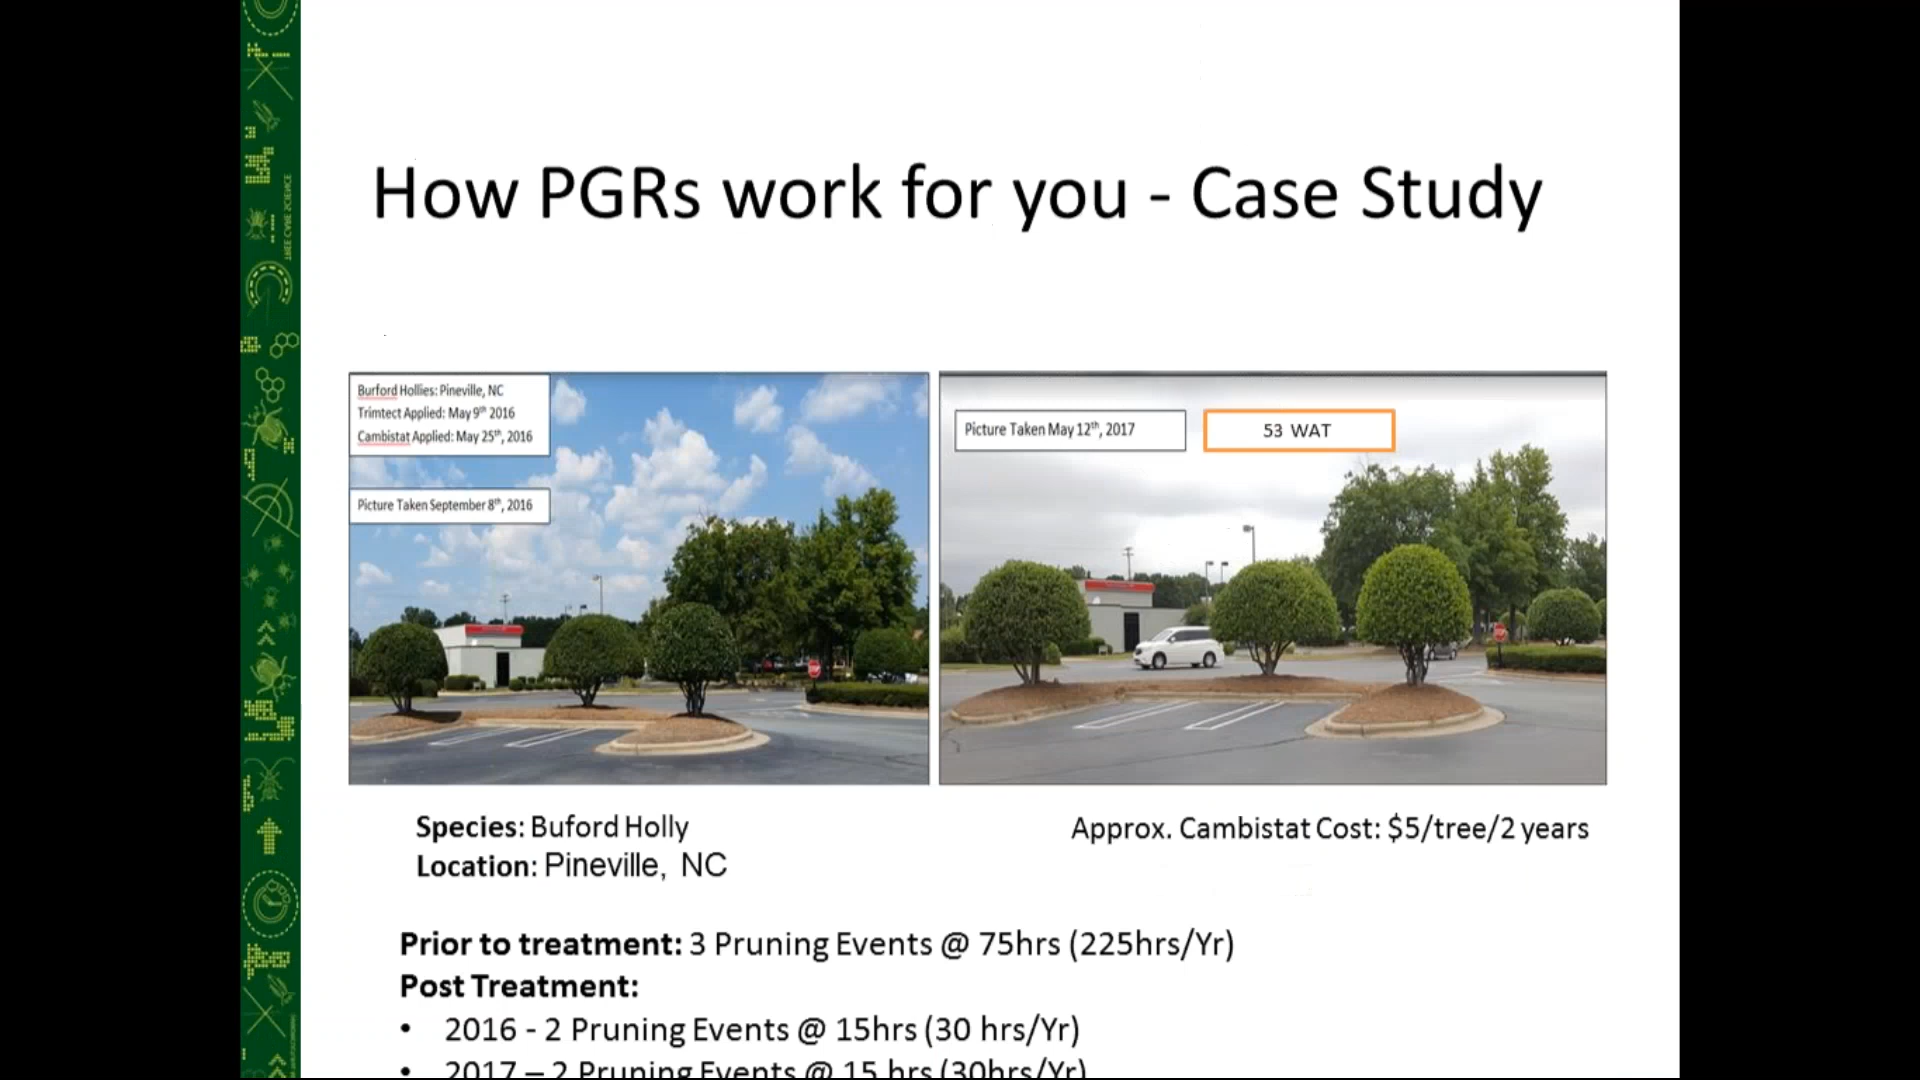 How PGRs work for you - Case Study
Burford Hollies: Pineville, NC
Trimtect Applied: May 9th 2016
Cambistat Applied: May 25th, 2016
Picture Taken September 8th, 2016
Picture Taken May 12th, 2017
53 WAT
Species: Buford Holly
Location: Pineville, NC
Approx. Cambistat Cost: $5/tree/2 years
Prior to treatment: 3 Pruning Events @ 75hrs (225hrs/Yr)
Post Treatment:
• 2016 - 2 Pruning Events @ 15hrs (30 hrs/Yr)
• 2017 – 2 Pruning Events @ 15 hrs (30hrs/Yr)
TREE CARE SCIENCE